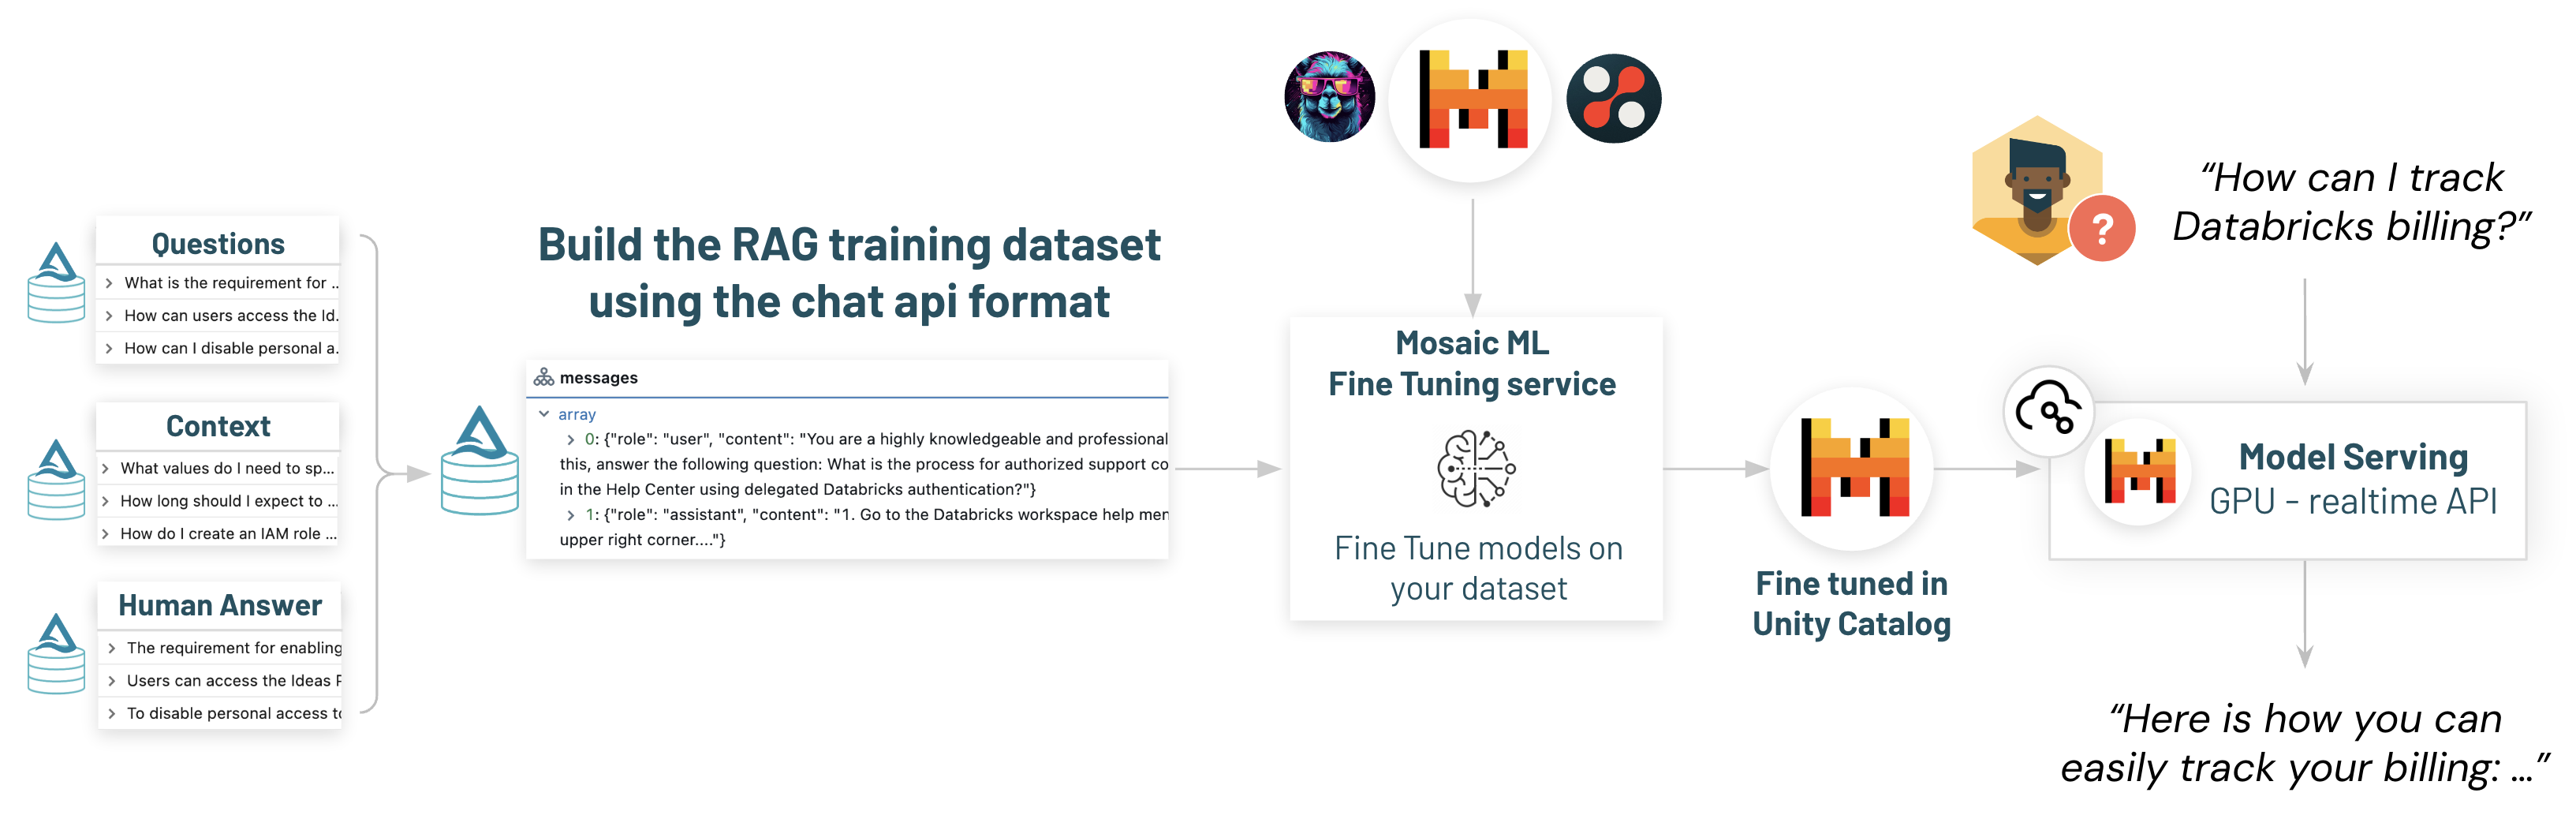 Questions
What is the requirement for ..
How can users access the Id.
How can I disable personal a.
Context
What values do I need to sp...
How long should I expect to ...
How do I create an IAM role ...
Human Answer
The requirement for enabling
Users can access the Ideas P
To disable personal access to
Build the RAG training dataset
using the chat api format
messages
array
0: {"role": "user", "content": "You are a highly knowledgeable and professional
this, answer the following question: What is the process for authorized support co
in the Help Center using delegated Databricks authentication?"}
1: {"role": "assistant", "content": "1. Go to the Databricks workspace help men
upper right corner...."}
Mosaic ML
Fine Tuning service
Fine Tune models on
your dataset
Fine tuned in
Unity Catalog
?
“How can I track
Databricks billing?”
Model Serving
GPU - realtime API
“Here is how you can
easily track your billing: ...”